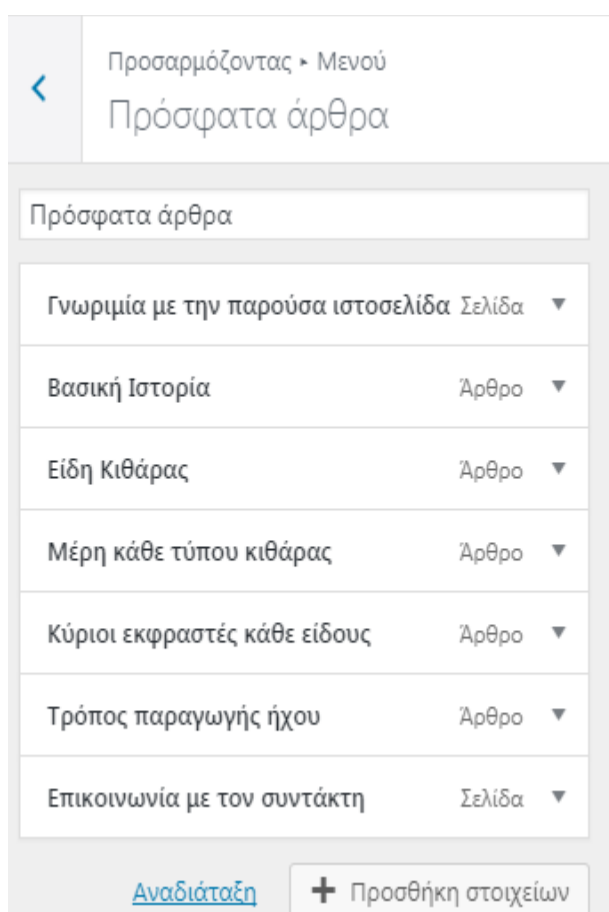 Προσαρμόζοντας ▸ Μενού
Πρόσφατα άρθρα
Πρόσφατα άρθρα
Γνωριμία με την παρούσα ιστοσελίδα Σελίδα
Βασική Ιστορία Άρθρο
Είδη Κιθάρας Άρθρο
Μέρη κάθε τύπου κιθάρας Άρθρο
Κύριοι εκφραστές κάθε είδους Άρθρο
Τρόπος παραγωγής ήχου Άρθρο
Επικοινωνία με τον συντάκτη Σελίδα
Αναδιάταξη + Προσθήκη στοιχείων